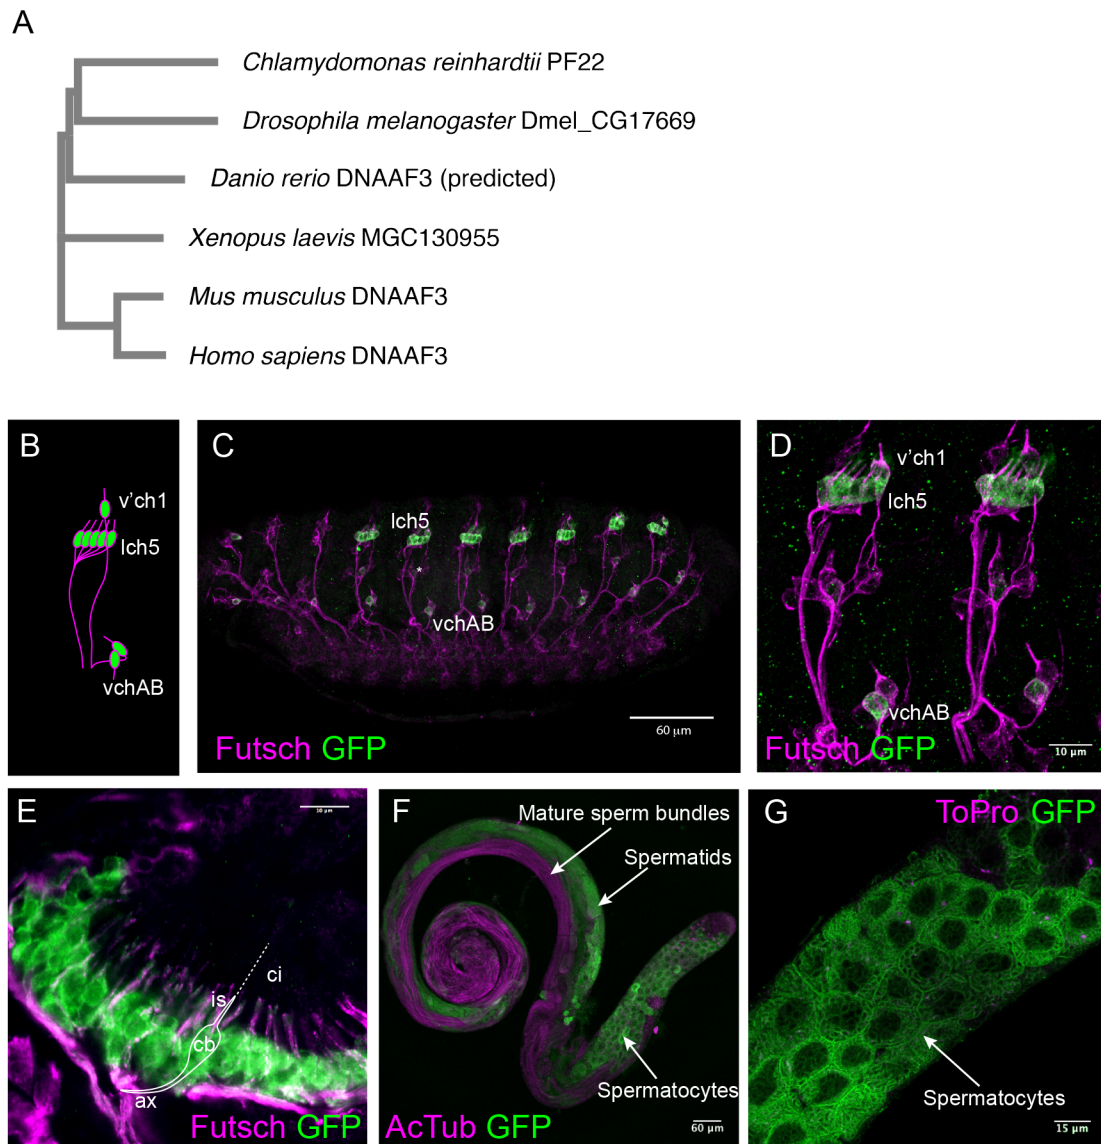 A
Chlamydomonas reinhardtii PF22
Drosophila melanogaster Dmel_CG17669
Danio rerio DNAAF3 (predicted)
Xenopus laevis MGC130955
Mus musculus DNAAF3
Homo sapiens DNAAF3
B
v'ch1
lch5
vchAB
C
lch5
*
vchAB
60 µm
Futsch GFP
D
v'ch1
lch5
vchAB
10 µm
Futsch GFP
E
10 µm
ci
is
cb
ax
Futsch GFP
F
Mature sperm bundles
Spermatids
Spermatocytes
60 µm
AcTub GFP
G
ToPro GFP
Spermatocytes
15 µm